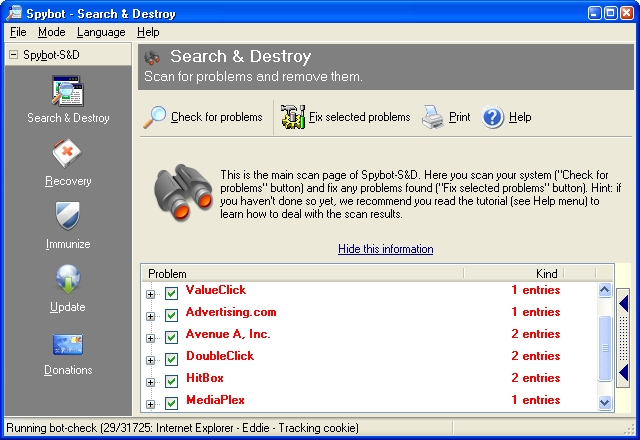 Spybot - Search & Destroy
File Mode Language Help
Spybot-S&D
Search & Destroy
Recovery
Immunize
Update
Donations
Search & Destroy
Scan for problems and remove them.
Check for problems Fix selected problems Print Help
This is the main scan page of Spybot-S&D. Here you scan your system ("Check for
problems" button) and fix any problems found ("Fix selected problems" button). Hint: if
you haven't done so yet, we recommend you read the tutorial (see Help menu) to
learn how to deal with the scan results.
Hide this information
Problem Kind
ValueClick 1 entries
Advertising.com 1 entries
Avenue A, Inc. 2 entries
DoubleClick 2 entries
HitBox 2 entries
MediaPlex 1 entries
Running bot-check (29/31725: Internet Explorer - Eddie - Tracking cookie)